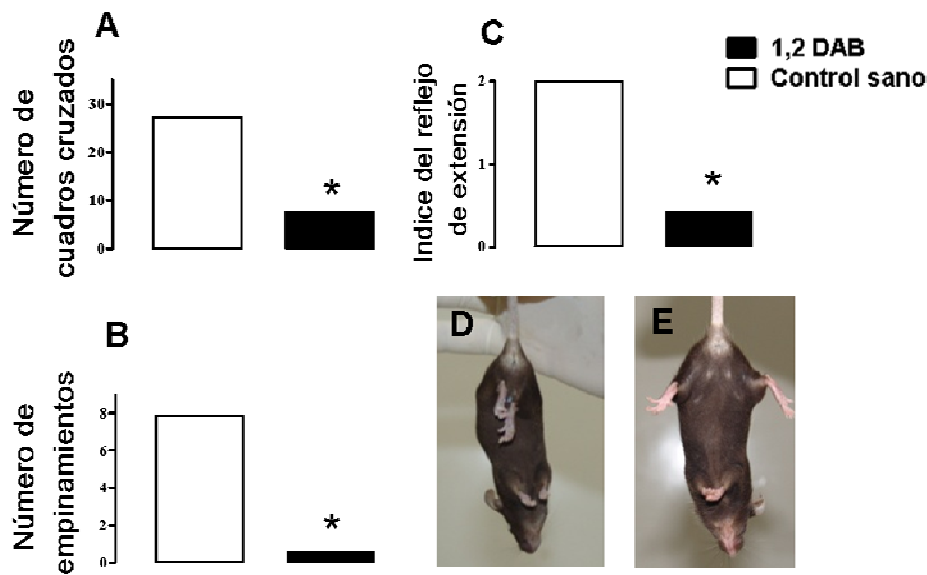 A
Número de
cuadros cruzados
30
20
10
0
*
C
Indice del reflejo
de extensión
2
1
0
*
1,2 DAB
Control sano
B
Número de
empinamientos
8
6
4
2
0
*
D
E